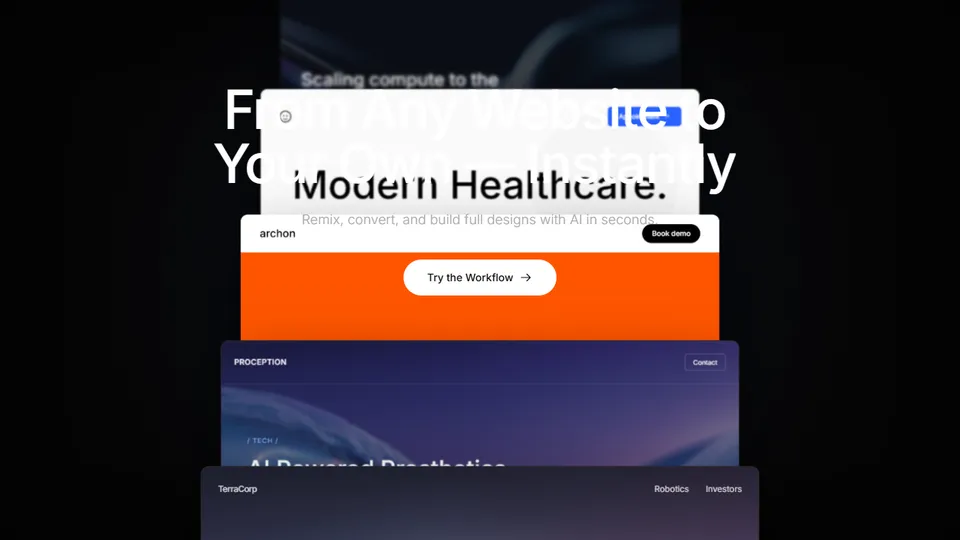 Scaling compute to the
From Any Website to
Your Own — Instantly
Modern Healthcare.
Remix, convert, and build full designs with AI in seconds.
archon
Book demo
Try the Workflow
PROCEPTION
Contact
/ TECH /
AI Powered Prosthetics
TerraCorp
Robotics
Investors